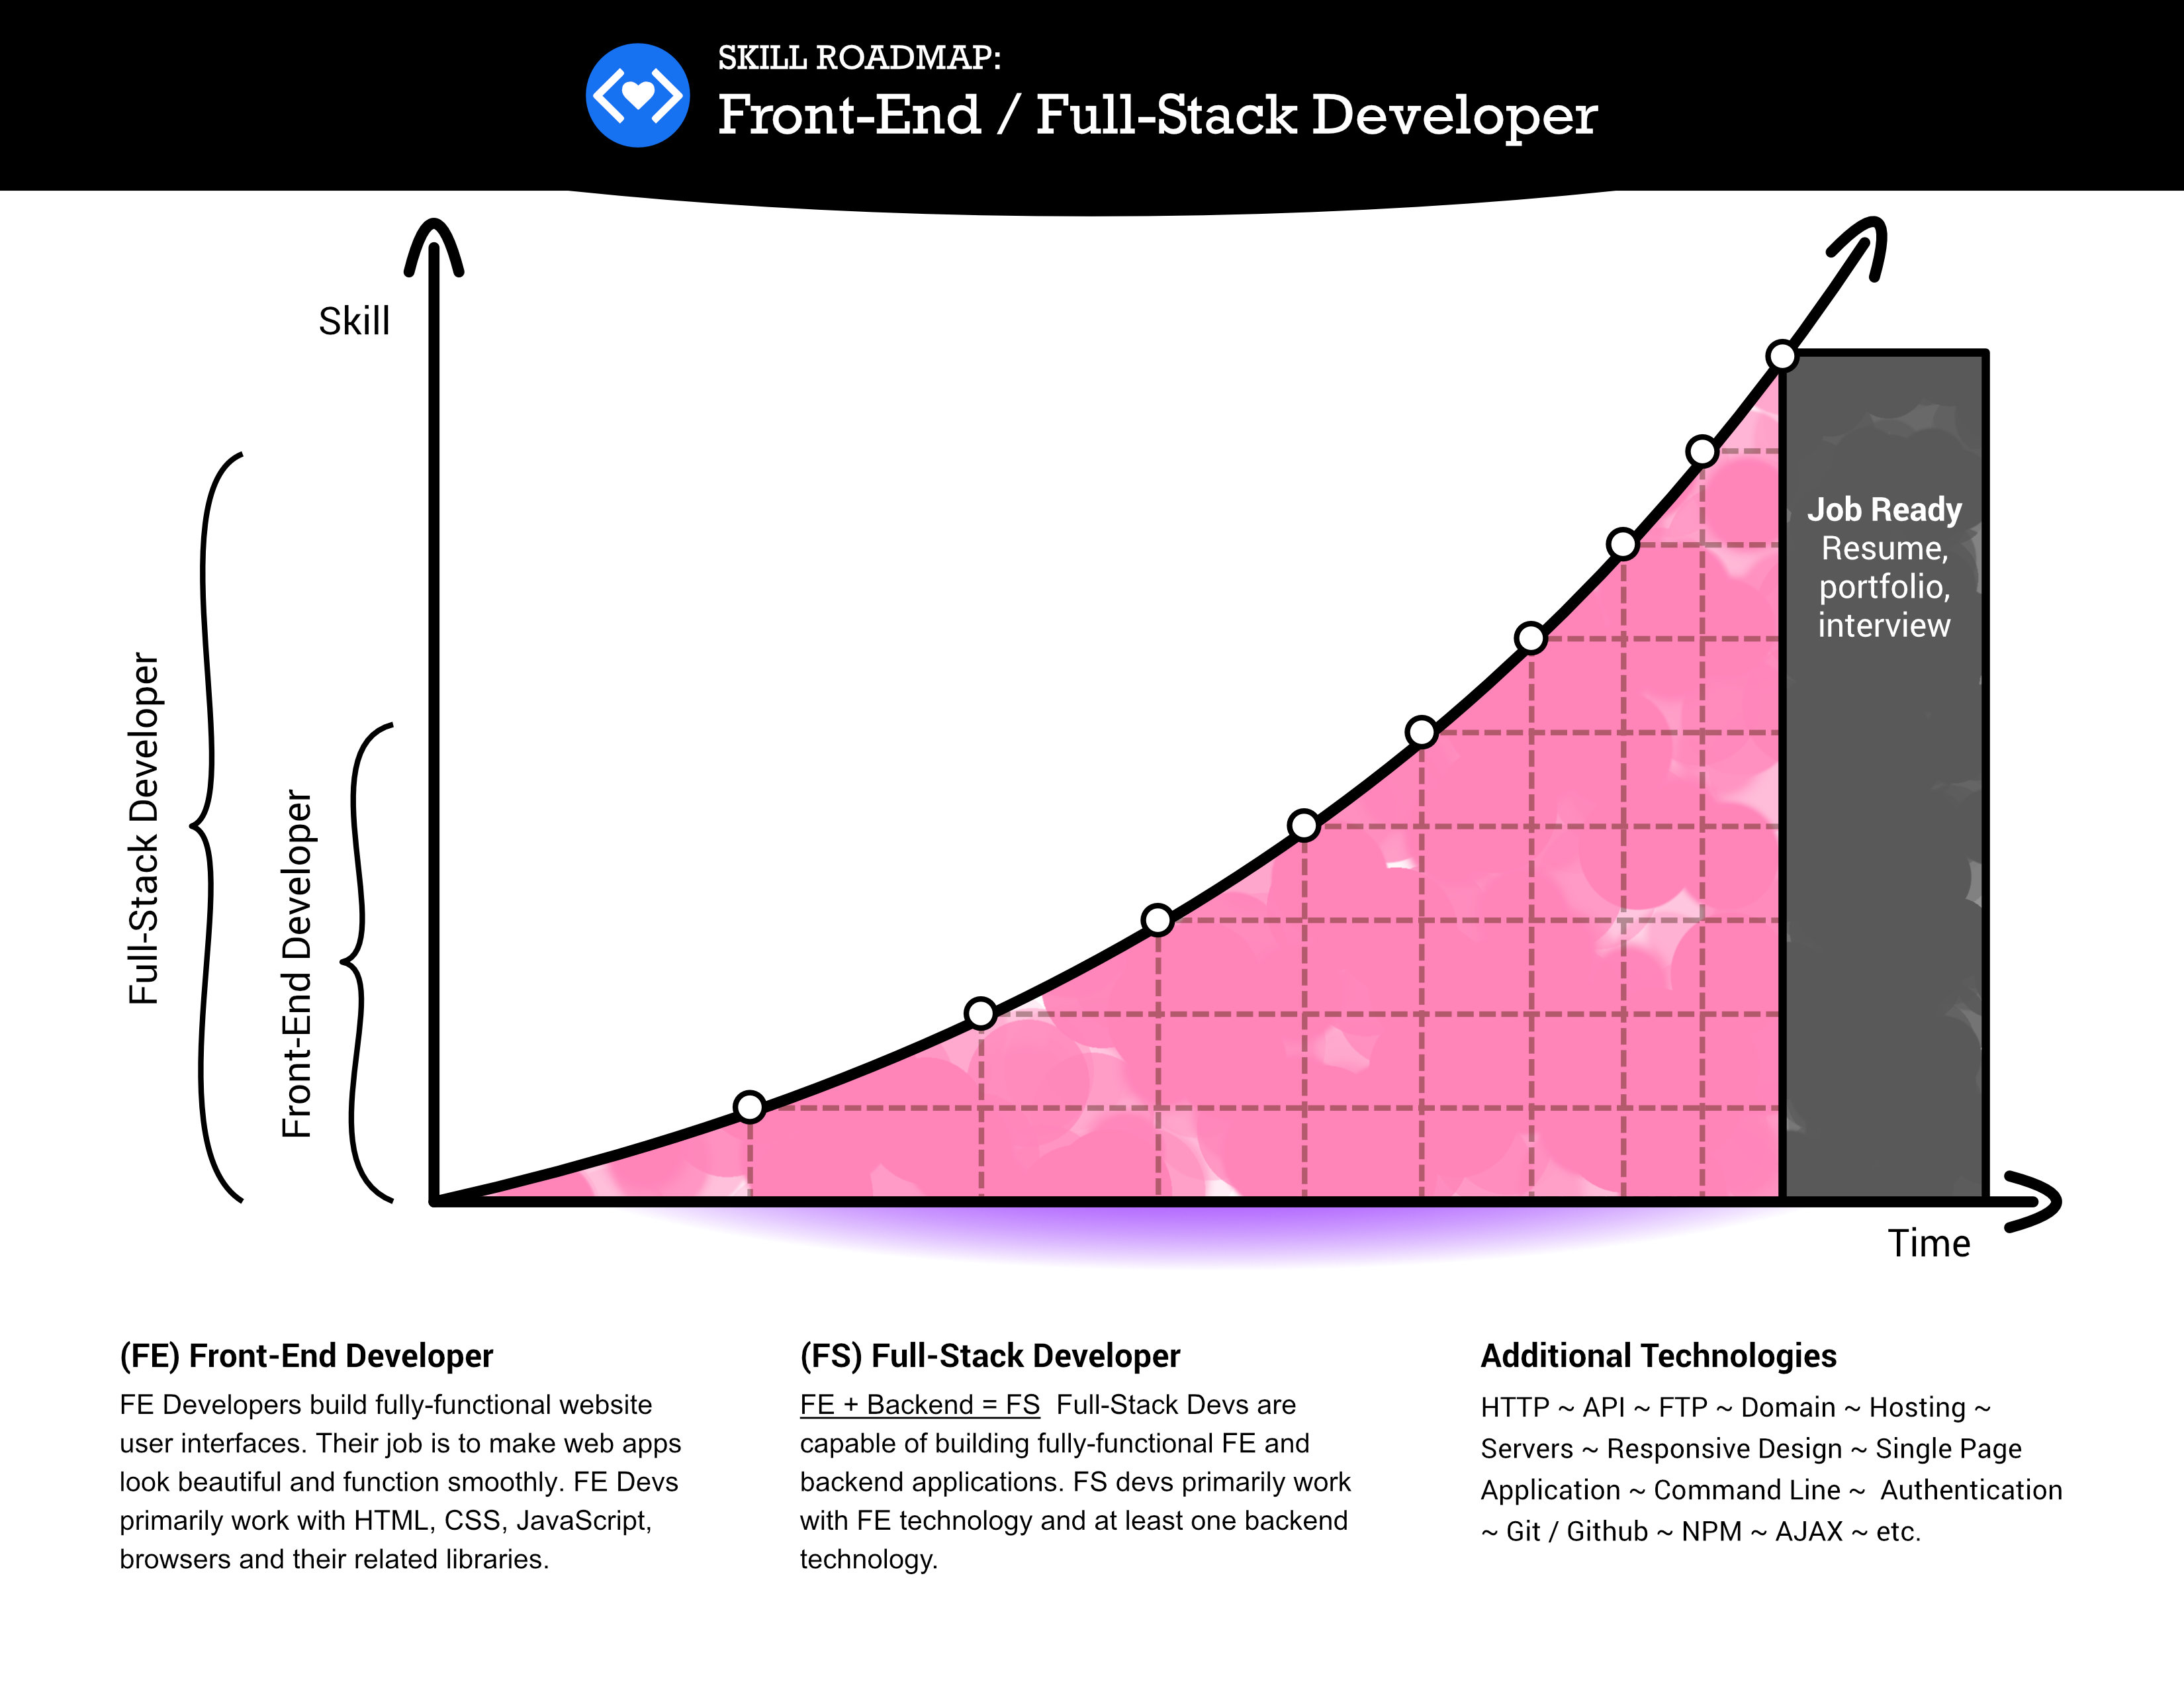 SKILL ROADMAP:
Front-End / Full-Stack Developer
Skill
Full-Stack Developer
Front-End Developer
Job Ready
Resume,
portfolio,
interview
Time
(FE) Front-End Developer
FE Developers build fully-functional website
user interfaces. Their job is to make web apps
look beautiful and function smoothly. FE Devs
primarily work with HTML, CSS, JavaScript,
browsers and their related libraries.
(FS) Full-Stack Developer
FE + Backend = FS  Full-Stack Devs are
capable of building fully-functional FE and
backend applications. FS devs primarily work
with FE technology and at least one backend
technology.
Additional Technologies
HTTP ~ API ~ FTP ~ Domain ~ Hosting ~
Servers ~ Responsive Design ~ Single Page
Application ~ Command Line ~  Authentication
~ Git / Github ~ NPM ~ AJAX ~ etc.